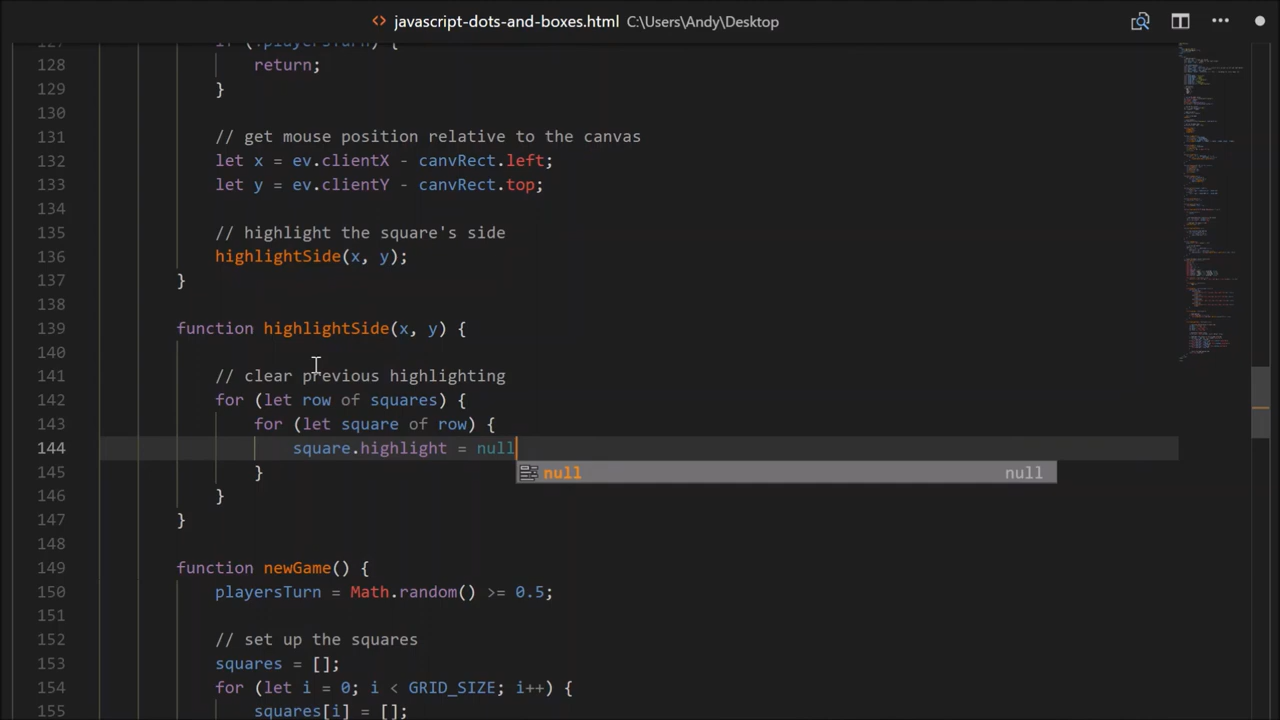 <> javascript-dots-and-boxes.html C:\Users\Andy\Desktop
127 if (!playersTurn) {
128 return;
129 }
130
131 // get mouse position relative to the canvas
132 let x = ev.clientX - canvRect.left;
133 let y = ev.clientY - canvRect.top;
134
135 // highlight the square's side
136 highlightSide(x, y);
137 }
138
139 function highlightSide(x, y) {
140
141 // clear previous highlighting
142 for (let row of squares) {
143 for (let square of row) {
144 square.highlight = null
145 }
null null
146 }
147 }
148
149 function newGame() {
150 playersTurn = Math.random() >= 0.5;
151
152 // set up the squares
153 squares = [];
154 for (let i = 0; i < GRID_SIZE; i++) {
155 squares[i] = [];